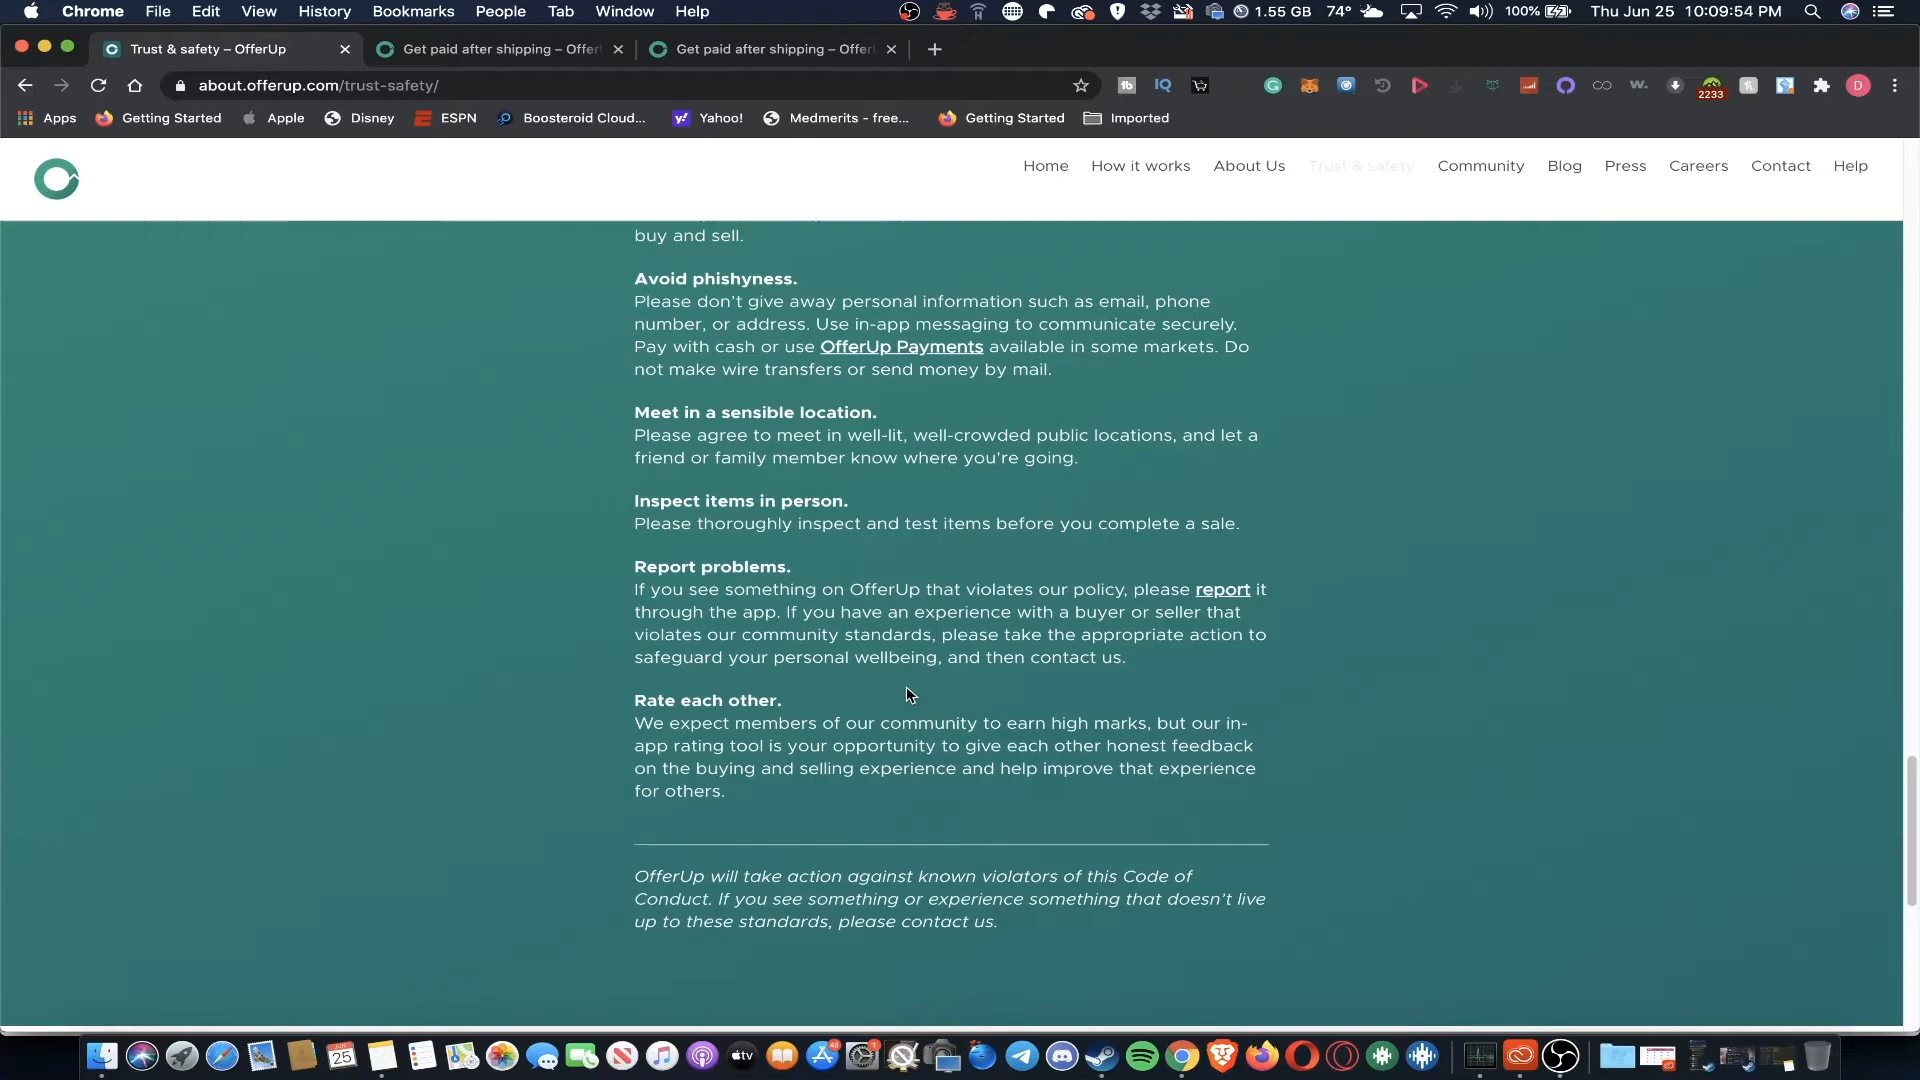 Chrome File Edit View History Bookmarks People Tab Window Help 1.55 GB 74° 100% Thu Jun 25 10:09:54 PM
Trust & safety – OfferUp Get paid after shipping – Offer Get paid after shipping – Offer
about.offerup.com/trust-safety/ 2233 D
Apps Getting Started Apple Disney ESPN Boosteroid Cloud... Yahoo! Medmerits - free... Getting Started Imported
Home How it works About Us Trust & safety Community Blog Press Careers Contact Help
buy and sell.
Avoid phishyness.
Please don't give away personal information such as email, phone
number, or address. Use in-app messaging to communicate securely.
Pay with cash or use OfferUp Payments available in some markets. Do
not make wire transfers or send money by mail.
Meet in a sensible location.
Please agree to meet in well-lit, well-crowded public locations, and let a
friend or family member know where you're going.
Inspect items in person.
Please thoroughly inspect and test items before you complete a sale.
Report problems.
If you see something on OfferUp that violates our policy, please report it
through the app. If you have an experience with a buyer or seller that
violates our community standards, please take the appropriate action to
safeguard your personal wellbeing, and then contact us.
Rate each other.
We expect members of our community to earn high marks, but our in-
app rating tool is your opportunity to give each other honest feedback
on the buying and selling experience and help improve that experience
for others.
OfferUp will take action against known violators of this Code of
Conduct. If you see something or experience something that doesn't live
up to these standards, please contact us.